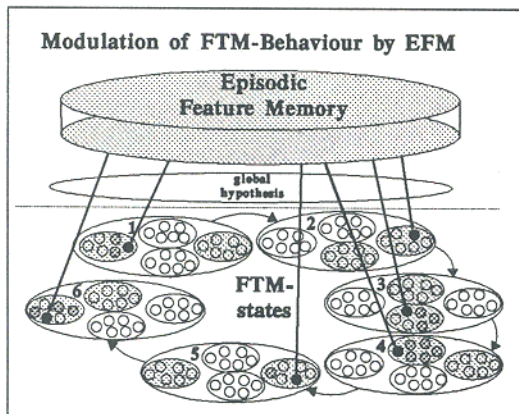 Modulation of FTM-Behaviour by EFM
Episodic
Feature Memory
global
hypothesis
1
2
3
4
5
6
FTM-
states